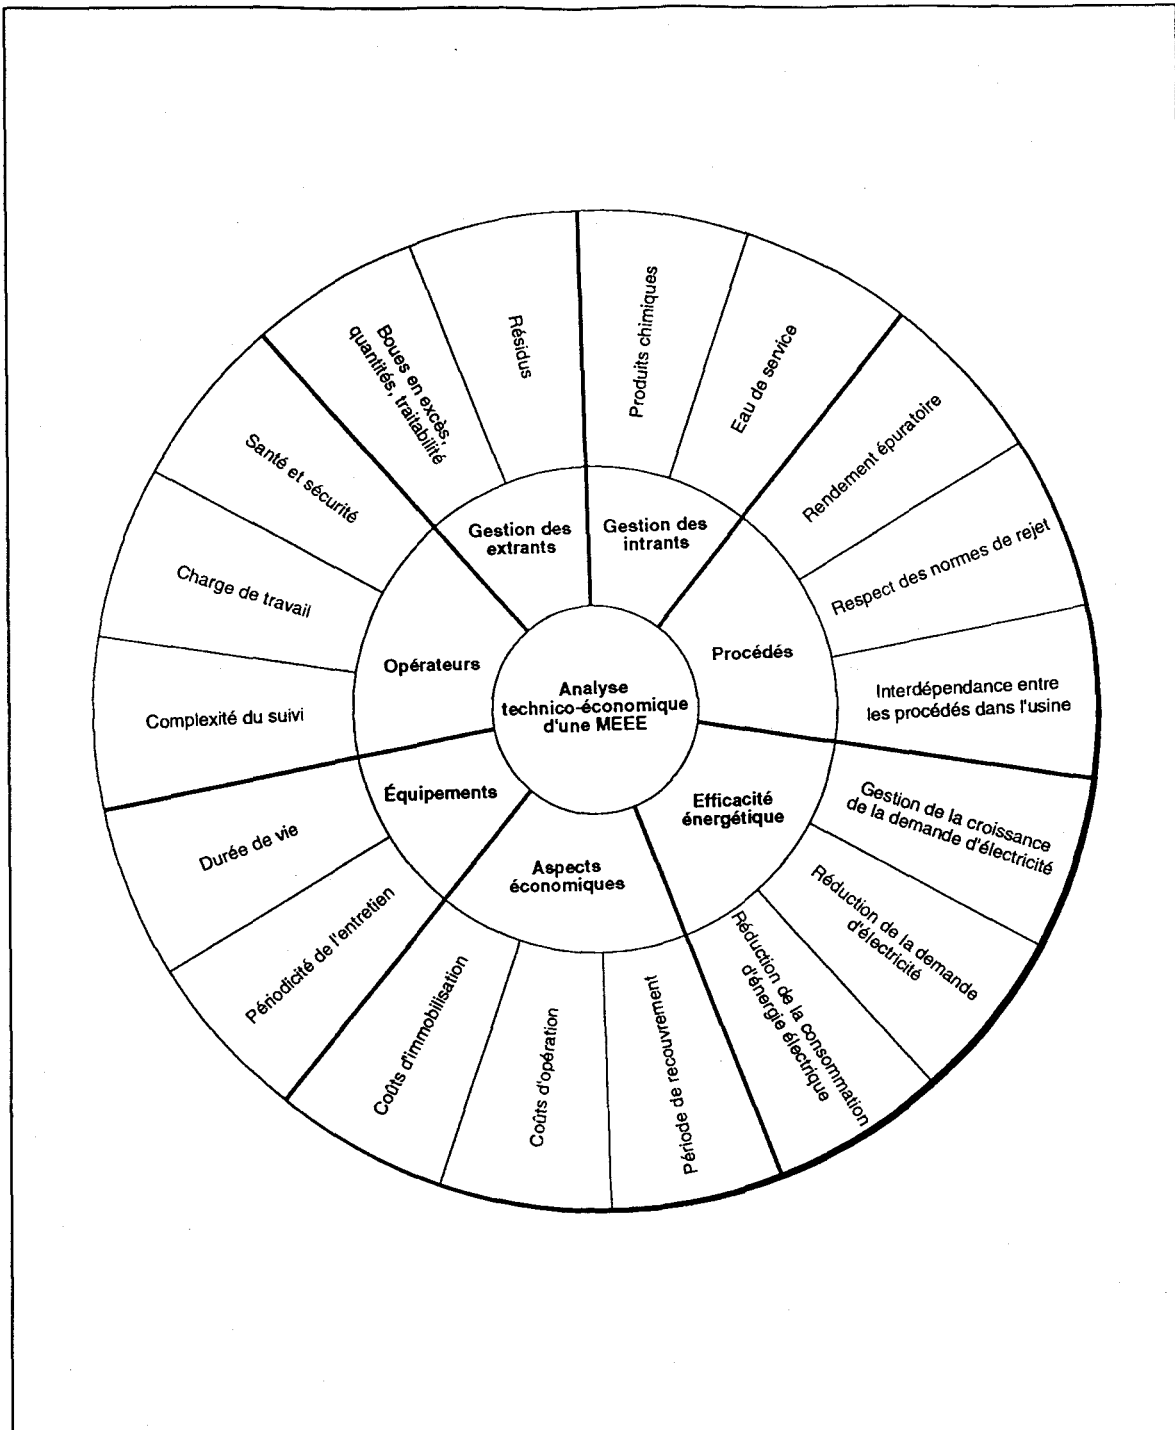 Analyse
technico-économique
d'une MEEE
Gestion des
intrants
Produits chimiques
Eau de service
Procédés
Rendement épuratoire
Respect des normes de rejet
Interdépendance entre
les procédés dans l'usine
Efficacité
énergétique
Gestion de la croissance
de la demande d'électricité
Réduction de la demande
d'électricité
Réduction de la consommation
d'énergie électrique
Aspects
économiques
Période de recouvrement
Coûts d'opération
Coûts d'immobilisation
Équipements
Périodicité de l'entretien
Durée de vie
Opérateurs
Complexité du suivi
Charge de travail
Santé et sécurité
Gestion des
extrants
Boues en excès,
quantités, traitabilité
Résidus